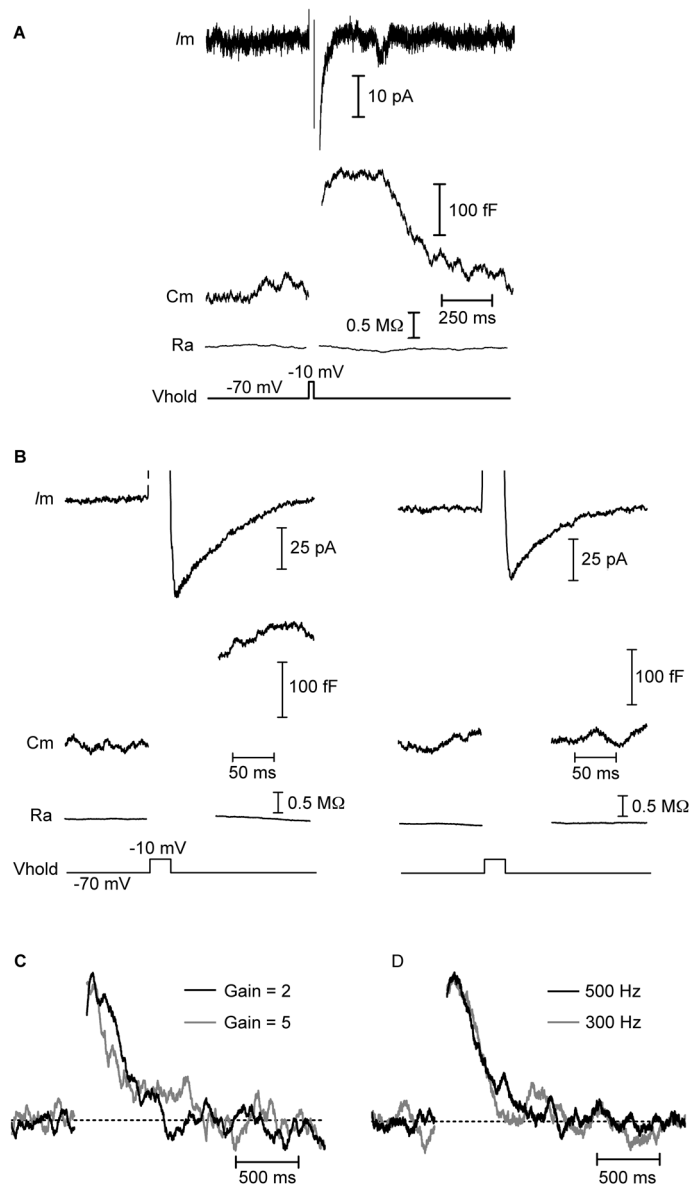 A
Im
10 pA
100 fF
Cm
250 ms
0.5 MΩ
Ra
-10 mV
-70 mV
Vhold
B
Im
25 pA
25 pA
100 fF
100 fF
Cm
50 ms
50 ms
Ra
0.5 MΩ
0.5 MΩ
-10 mV
Vhold
-70 mV
C
D
Gain = 2
Gain = 5
500 Hz
300 Hz
500 ms
500 ms